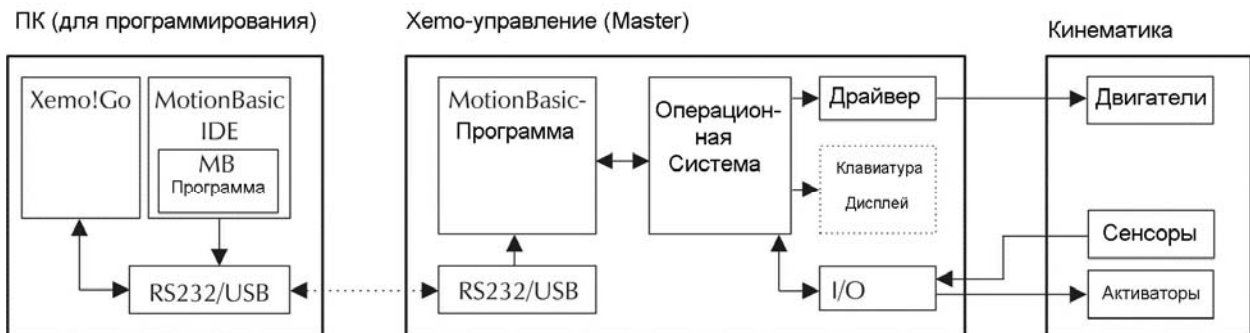 ПК (для программирования)
Xemo!Go
MotionBasic
IDE
MB
Программа
RS232/USB
Xemo-управление (Master)
MotionBasic-
Программа
RS232/USB
Операцион-
ная
Система
Драйвер
Клавиатура
Дисплей
I/O
Кинематика
Двигатели
Сенсоры
Активаторы